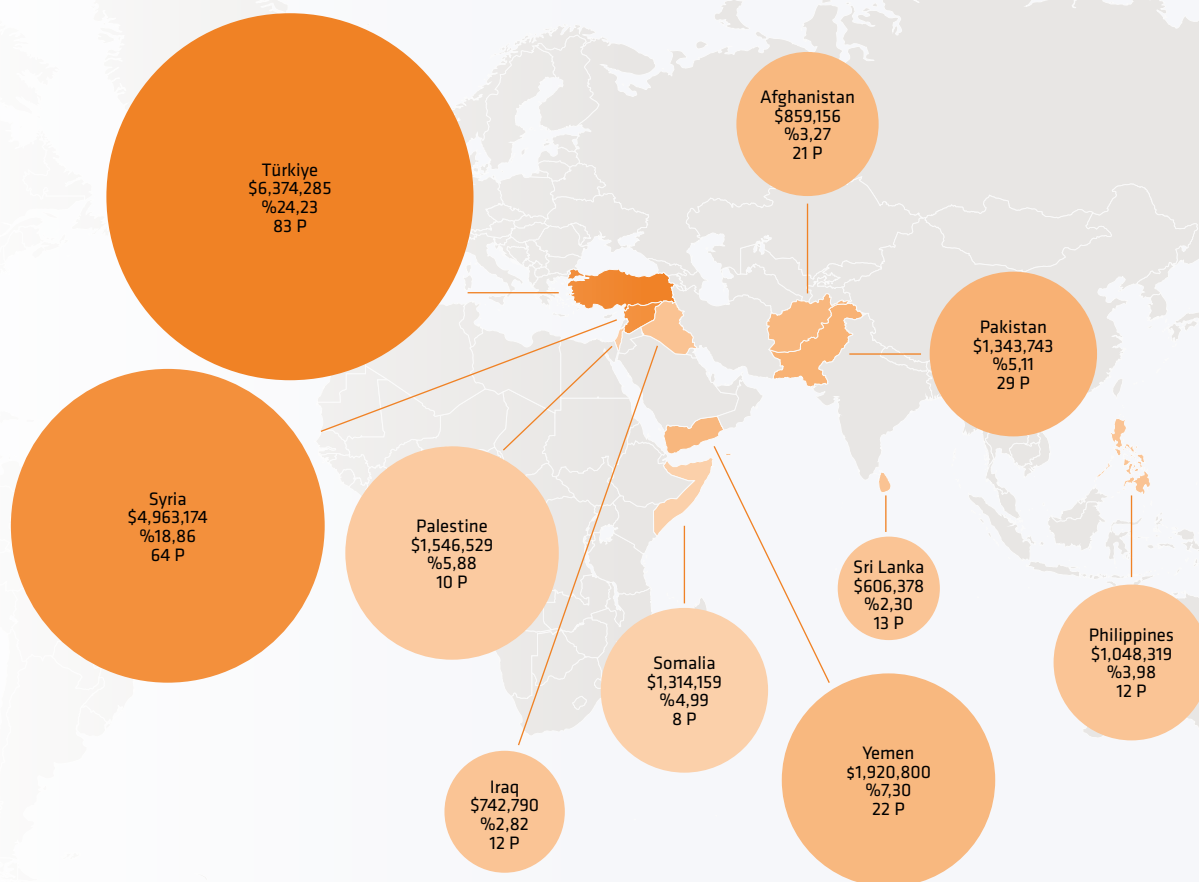 Türkiye
$6,374,285
%24,23
83 P
Afghanistan
$859,156
%3,27
21 P
Pakistan
$1,343,743
%5,11
29 P
Syria
$4,963,174
%18,86
64 P
Palestine
$1,546,529
%5,88
10 P
Sri Lanka
$606,378
%2,30
13 P
Philippines
$1,048,319
%3,98
12 P
Somalia
$1,314,159
%4,99
8 P
Yemen
$1,920,800
%7,30
22 P
Iraq
$742,790
%2,82
12 P